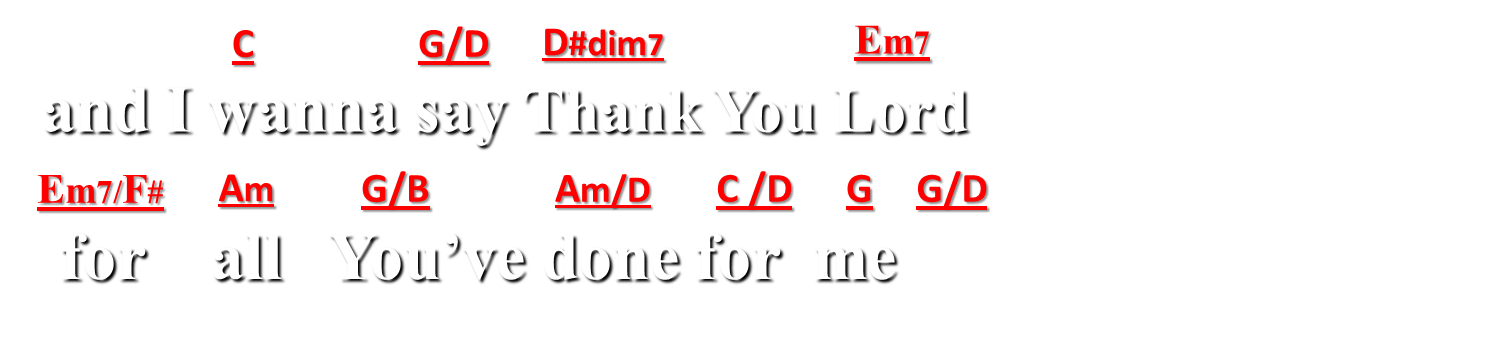 C G/D D#dim7 Em7
and I wanna say Thank You Lord
Em7/F# Am G/B Am/D C /D G G/D
for all You’ve done for me